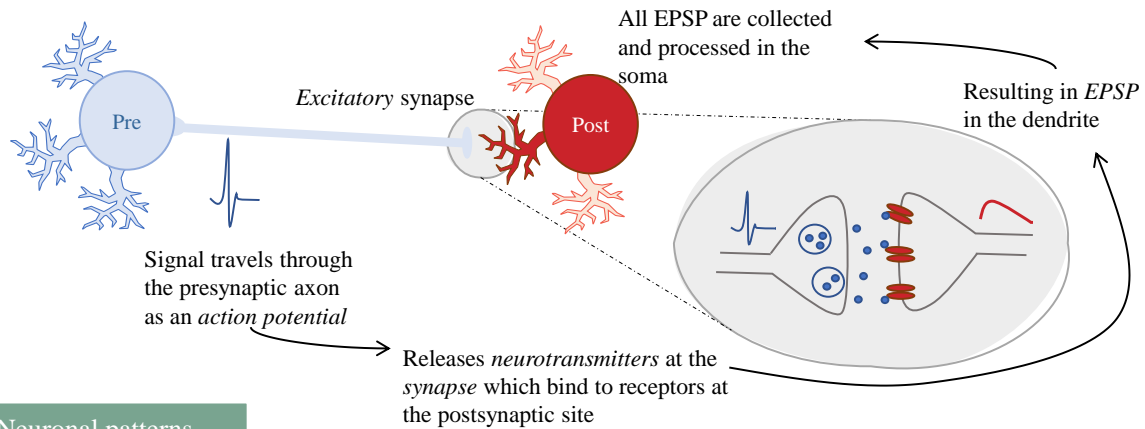 All EPSP are collected
and processed in the
soma
Excitatory synapse
Resulting in EPSP
in the dendrite
Pre
Post
Signal travels through
the presynaptic axon
as an action potential
Releases neurotransmitters at the
synapse which bind to receptors at
the postsynaptic site
Neuronal patterns